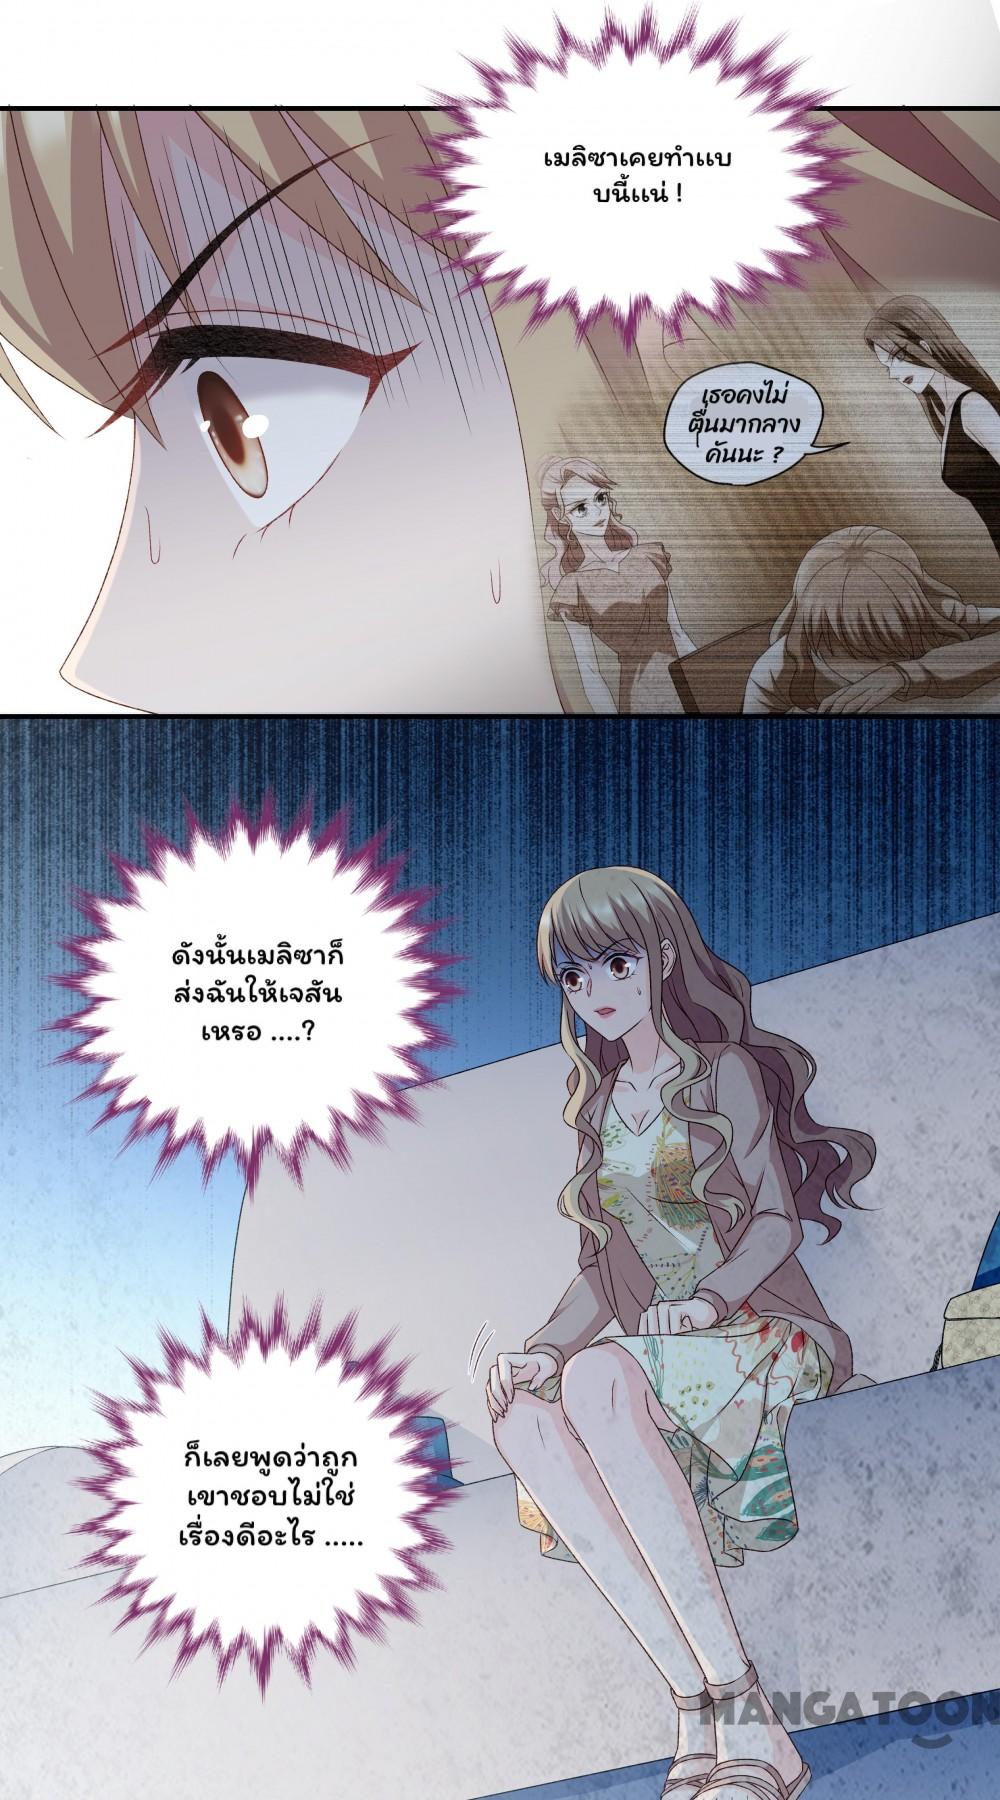 เมลิซาเคยทำแบ
บนี้แน่ !
เธอคงไม่
ตื่นมากลาง
คันนะ ?
ดังนั้นเมลิซาก็
ส่งฉันให้เจสัน
เหรอ ....?
ก็เลยพูดว่าถูก
เขาชอบไม่ใช่
เรื่องดีอะไร .....
MANGATOON